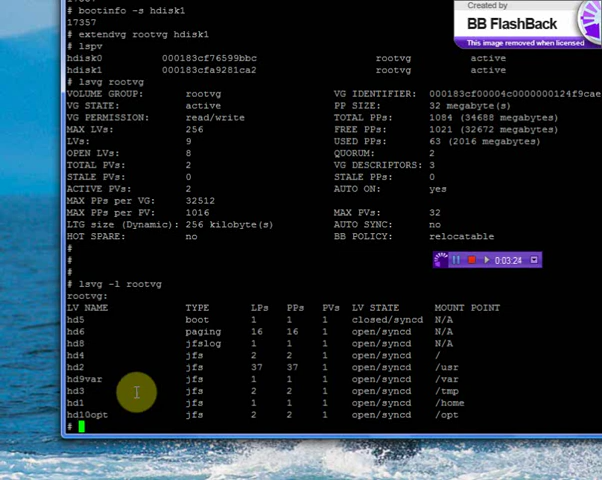 # bootinfo -s hdisk1
17357
# extendvg rootvg hdisk1
# lspv
hdisk0 000183cf76599bbc rootvg active
hdisk1 000183cfa9281ca2 rootvg active
# lsvg rootvg
VOLUME GROUP: rootvg VG IDENTIFIER: 000183cf00004c0000000124f9cae
VG STATE: active PP SIZE: 32 megabyte(s)
VG PERMISSION: read/write TOTAL PPs: 1084 (34688 megabytes)
MAX LVs: 256 FREE PPs: 1021 (32672 megabytes)
LVs: 9 USED PPs: 63 (2016 megabytes)
OPEN LVs: 8 QUORUM: 2
TOTAL PVs: 2 VG DESCRIPTORS: 3
STALE PVs: 0 STALE PPs: 0
ACTIVE PVs: 2 AUTO ON: yes
MAX PPs per VG: 32512
MAX PPs per PV: 1016 MAX PVs: 32
LTG size (Dynamic): 256 kilobyte(s) AUTO SYNC: no
HOT SPARE: no BB POLICY: relocatable
#
#
#
# lsvg -l rootvg
rootvg:
LV NAME TYPE LPs PPs PVs LV STATE MOUNT POINT
hd5 boot 1 1 1 closed/syncd N/A
hd6 paging 16 16 1 open/syncd N/A
hd8 jfslog 1 1 1 open/syncd N/A
hd4 jfs 2 2 1 open/syncd /
hd2 jfs 37 37 1 open/syncd /usr
hd9var jfs 1 1 1 open/syncd /var
hd3 jfs 2 2 1 open/syncd /tmp
hd1 jfs 1 1 1 open/syncd /home
hd10opt jfs 2 2 1 open/syncd /opt
#
Created by
BB FlashBack
This image removed when licensed
0:03:24